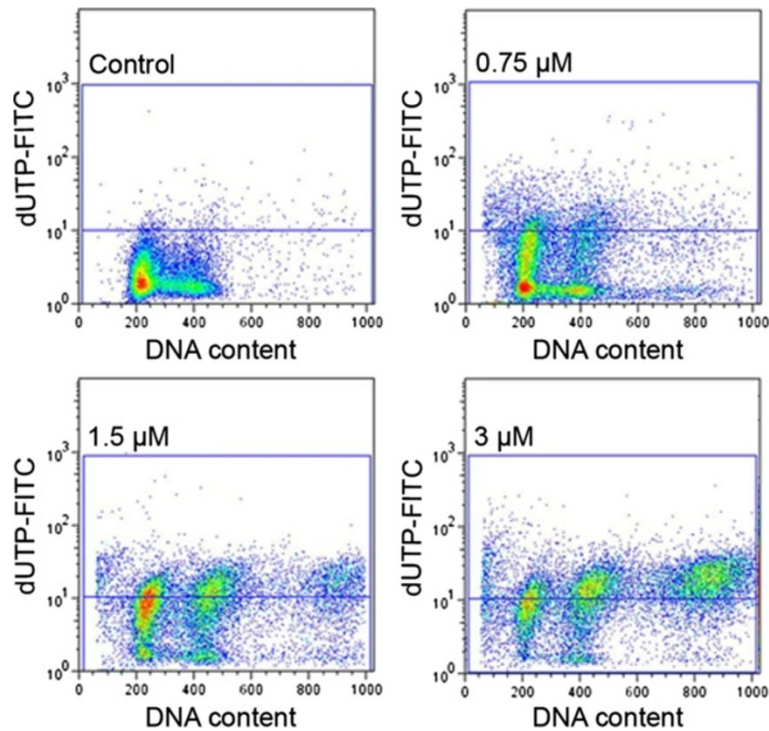 Control
dUTP-FITC
10³
10²
10¹
10⁰
0 200 400 600 800 1000
DNA content
0.75 µM
dUTP-FITC
10³
10²
10¹
10⁰
0 200 400 600 800 1000
DNA content
1.5 µM
dUTP-FITC
10³
10²
10¹
10⁰
0 200 400 600 800 1000
DNA content
3 µM
dUTP-FITC
10³
10²
10¹
10⁰
0 200 400 600 800 1000
DNA content